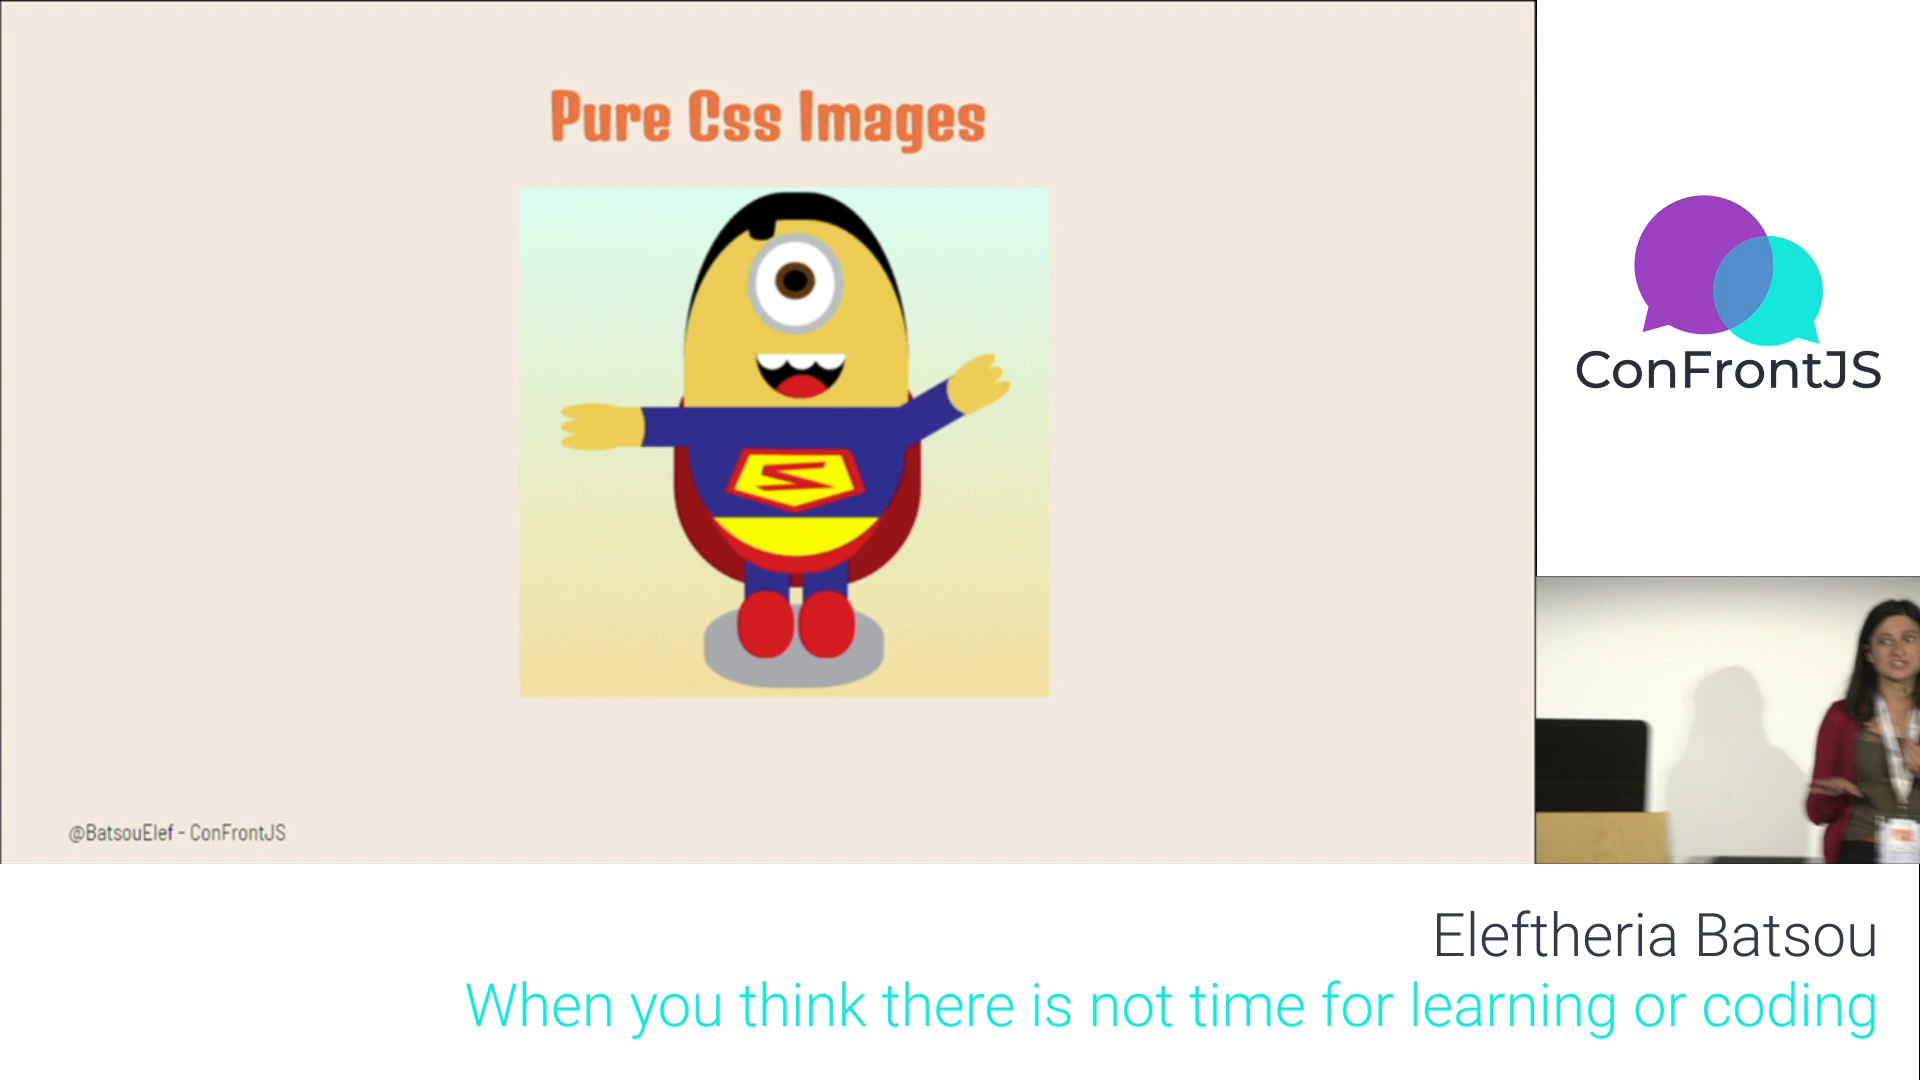 Pure Css Images
@BatsouElef - ConFrontJS
ConFrontJS
Eleftheria Batsou
When you think there is not time for learning or coding